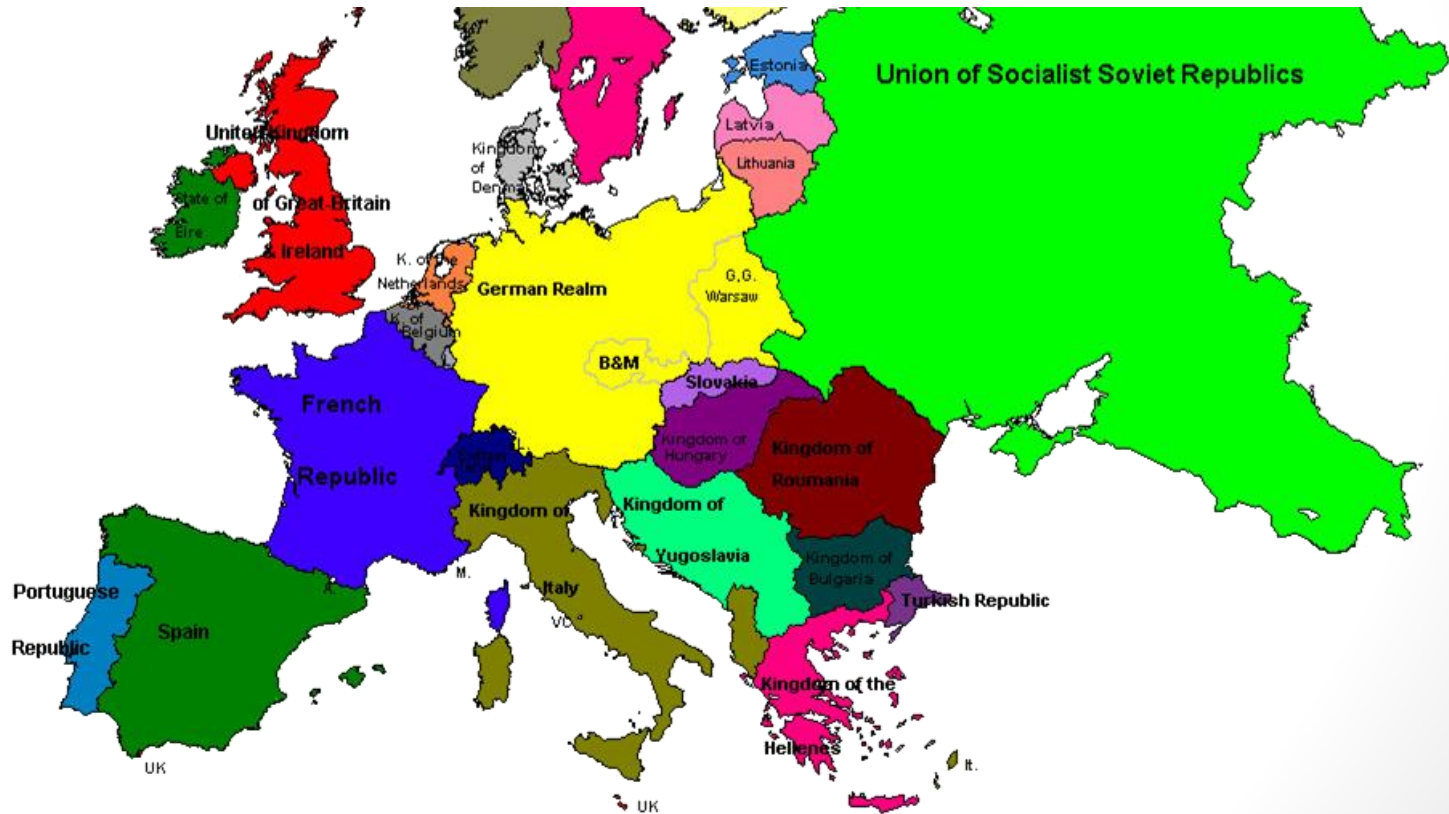 Union of Socialist Soviet Republics
Estonia
Latvia
Lithuania
United Kingdom
of Great-Britain
& Ireland
State of
Eire
Kingdom
of
Denmark
K. of the
Netherlands
K. of
Belgium
L.
German Realm
G.G.
Warsaw
B&M
Slovakia
French
Republic
L.
Kingdom of
Hungary
Kingdom of
Roumania
Kingdom of
Italy
Kingdom of
Yugoslavia
Kingdom of
Bulgaria
Turkish Republic
Portuguese
Republic
Spain
A.
M.
VC
Kingdom of the
Hellenes
It.
UK
UK